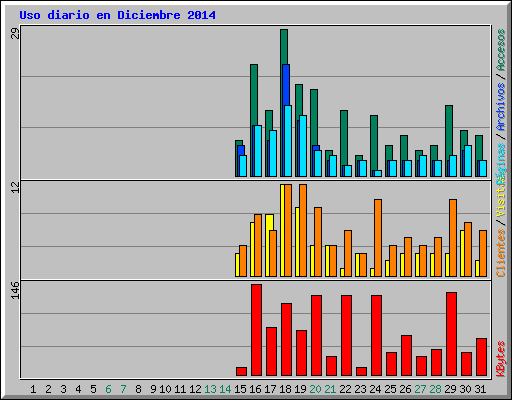 Uso diario en Diciembre 2014
29
12
146
Accesos
/
Archivos
/
Páginas
Visitas
/
Clientes
KBytes
1 2 3 4 5 6 7 8 9 10 11 12 13 14 15 16 17 18 19 20 21 22 23 24 25 26 27 28 29 30 31